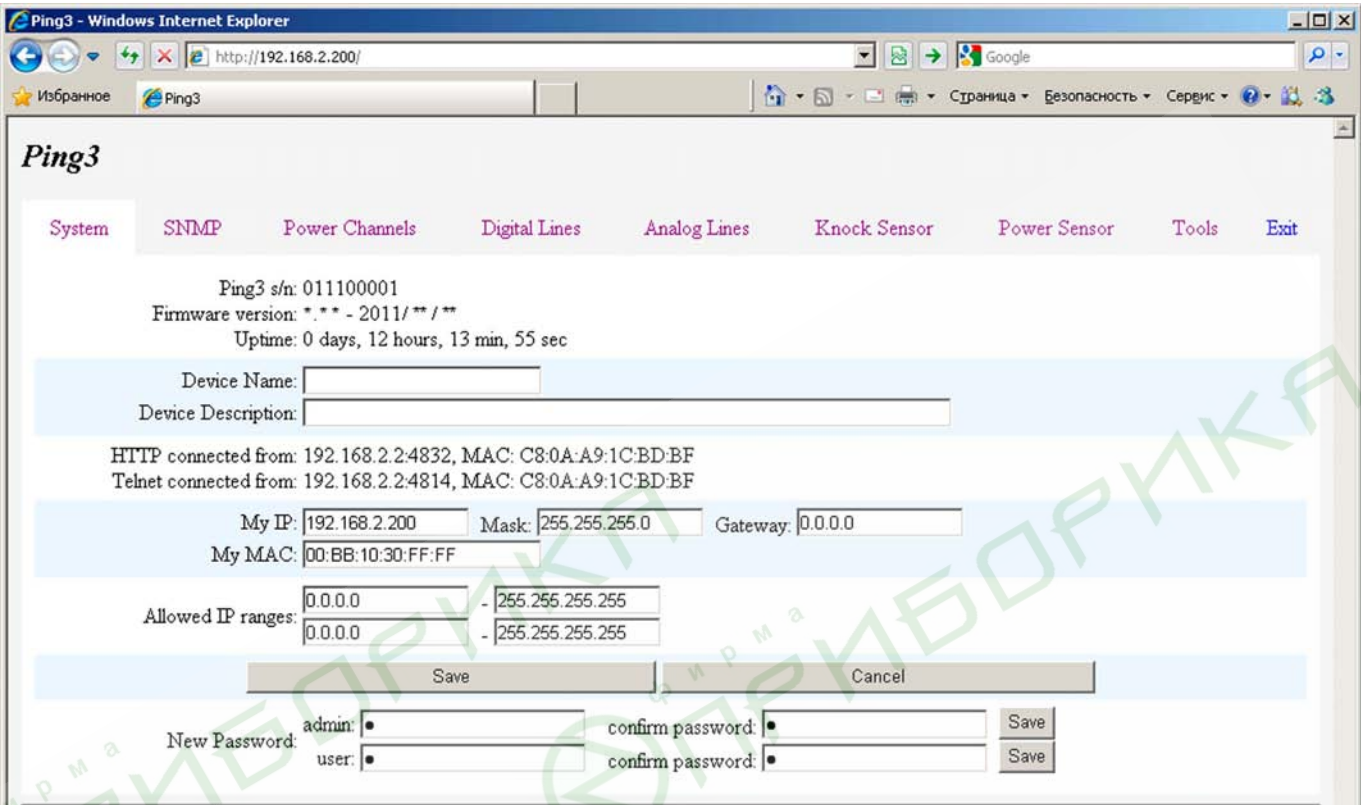 Ping3 - Windows Internet Explorer
http://192.168.2.200/
Google
Избранное
Ping3
Страница
Безопасность
Сервис
Ping3
System SNMP Power Channels Digital Lines Analog Lines Knock Sensor Power Sensor Tools Exit
Ping3 s/n: 011100001
Firmware version: *.** - 2011/ ** / **
Uptime: 0 days, 12 hours, 13 min, 55 sec
Device Name:
Device Description:
HTTP connected from: 192.168.2.2:4832, MAC: C8:0A:A9:1C:BD:BF
Telnet connected from: 192.168.2.2:4814, MAC: C8:0A:A9:1C:BD:BF
My IP: 192.168.2.200 Mask: 255.255.255.0 Gateway: 0.0.0.0
My MAC: 00:BB:10:30:FF:FF
Allowed IP ranges: 0.0.0.0 - 255.255.255.255
0.0.0.0 - 255.255.255.255
Save Cancel
New Password: admin: • confirm password: • Save
user: • confirm password: • Save
фирма
ПРИБОРИКА